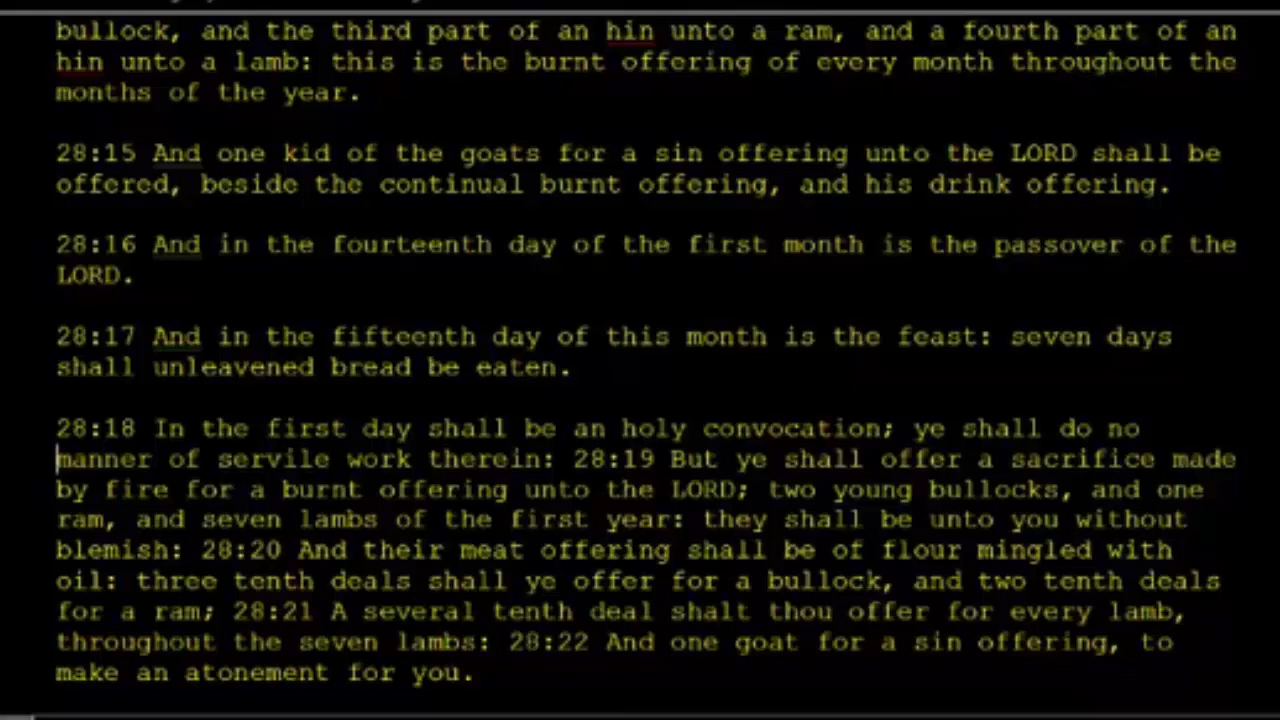 bullock, and the third part of an hin unto a ram, and a fourth part of an
hin unto a lamb: this is the burnt offering of every month throughout the
months of the year.
28:15 And one kid of the goats for a sin offering unto the LORD shall be
offered, beside the continual burnt offering, and his drink offering.
28:16 And in the fourteenth day of the first month is the passover of the
LORD.
28:17 And in the fifteenth day of this month is the feast: seven days
shall unleavened bread be eaten.
28:18 In the first day shall be an holy convocation; ye shall do no
manner of servile work therein: 28:19 But ye shall offer a sacrifice made
by fire for a burnt offering unto the LORD; two young bullocks, and one
ram, and seven lambs of the first year: they shall be unto you without
blemish: 28:20 And their meat offering shall be of flour mingled with
oil: three tenth deals shall ye offer for a bullock, and two tenth deals
for a ram; 28:21 A several tenth deal shalt thou offer for every lamb,
throughout the seven lambs: 28:22 And one goat for a sin offering, to
make an atonement for you.